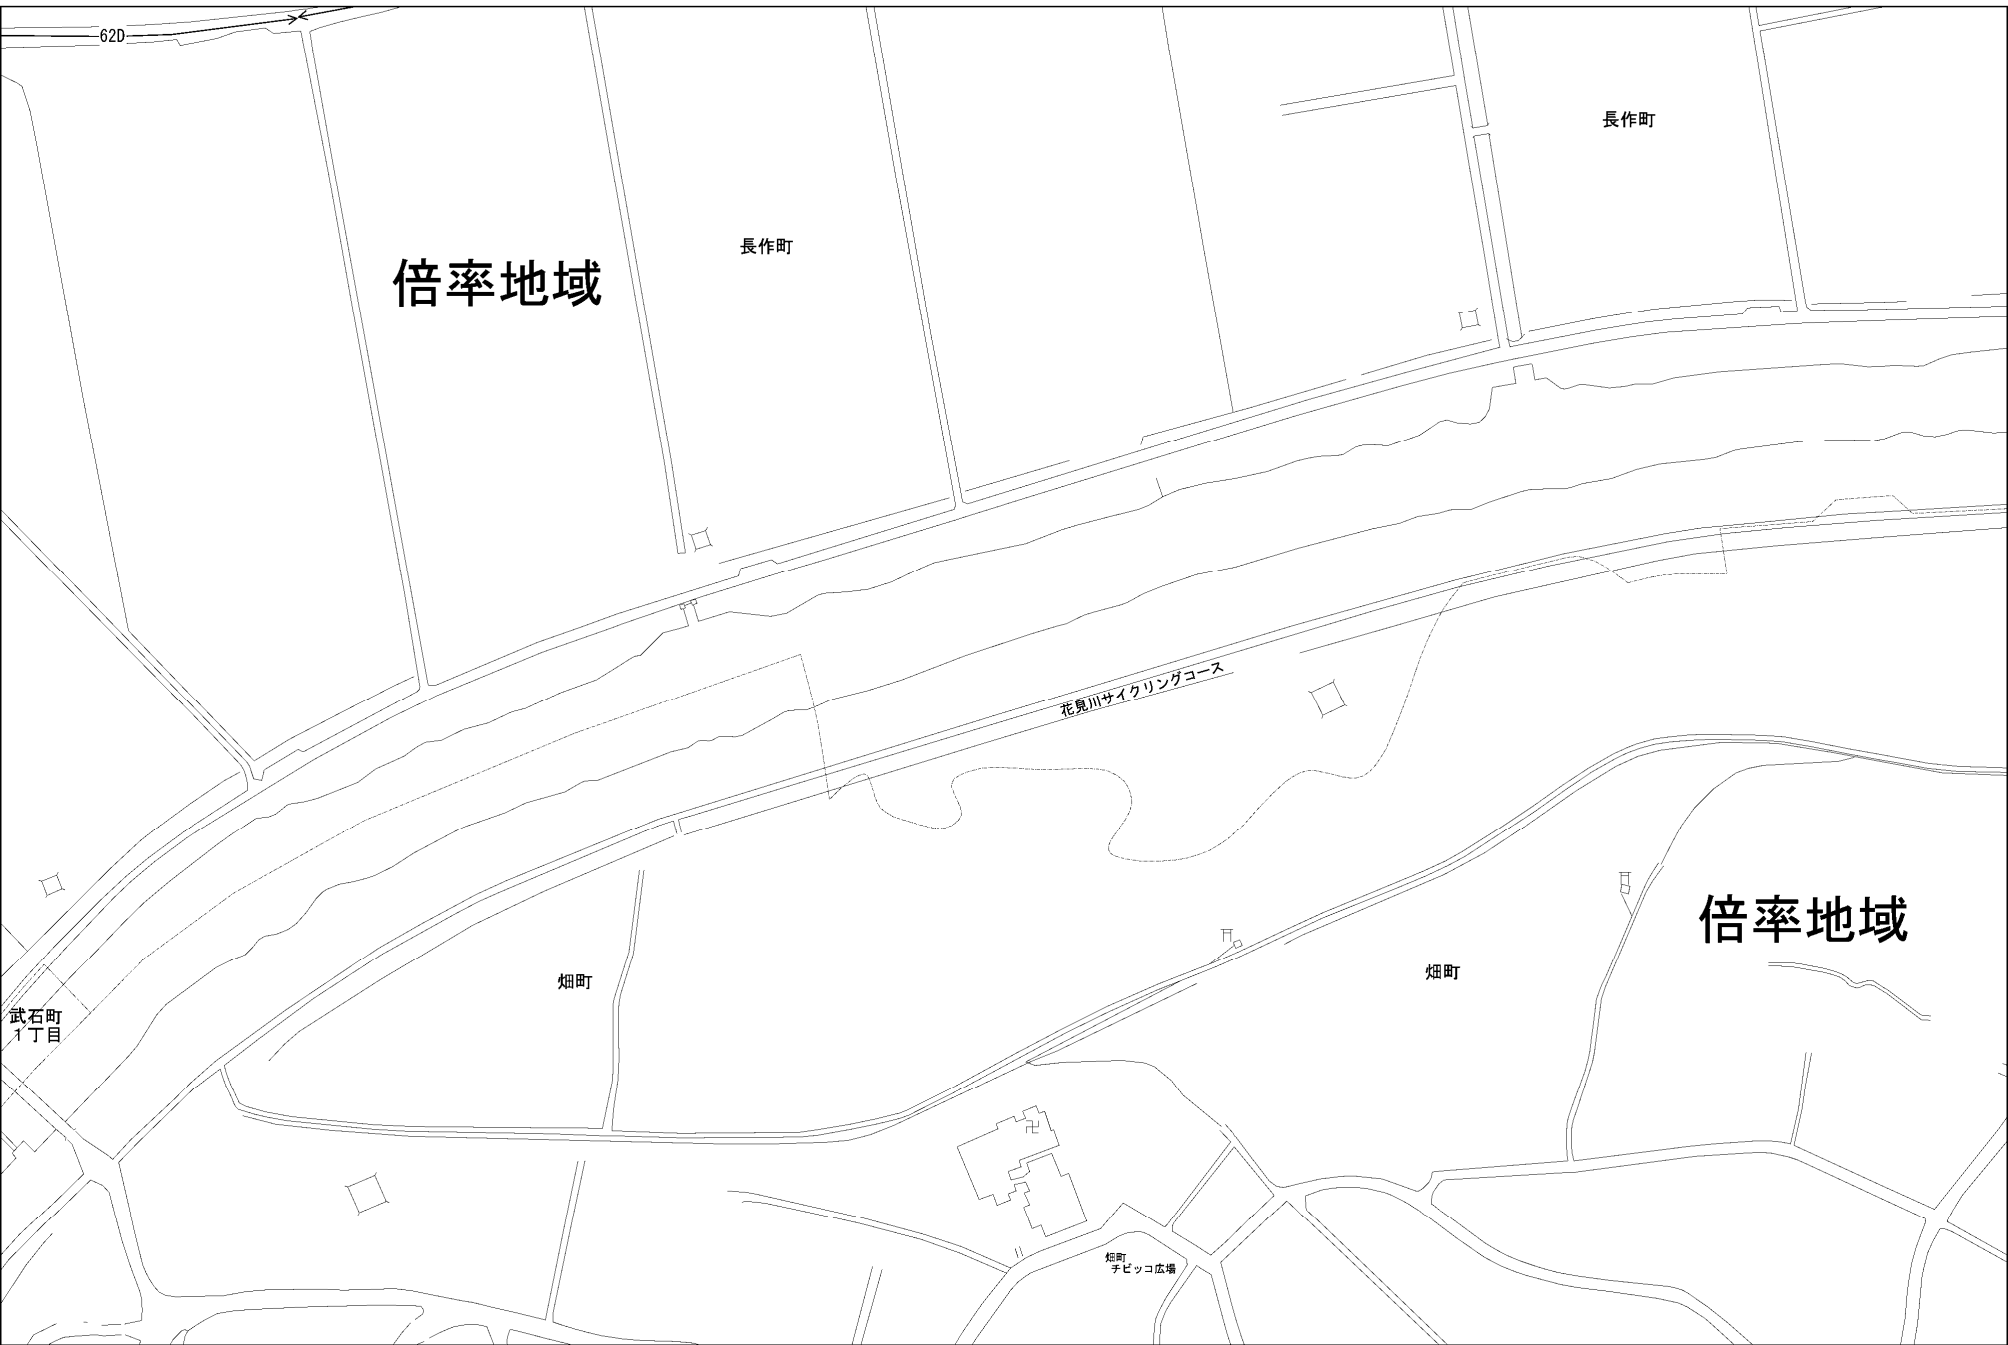 62D
長作町
長作町
倍率地域
花見川サイクリングコース
倍率地域
畑町
畑町
武石町
1丁目
畑町
チビッコ広場